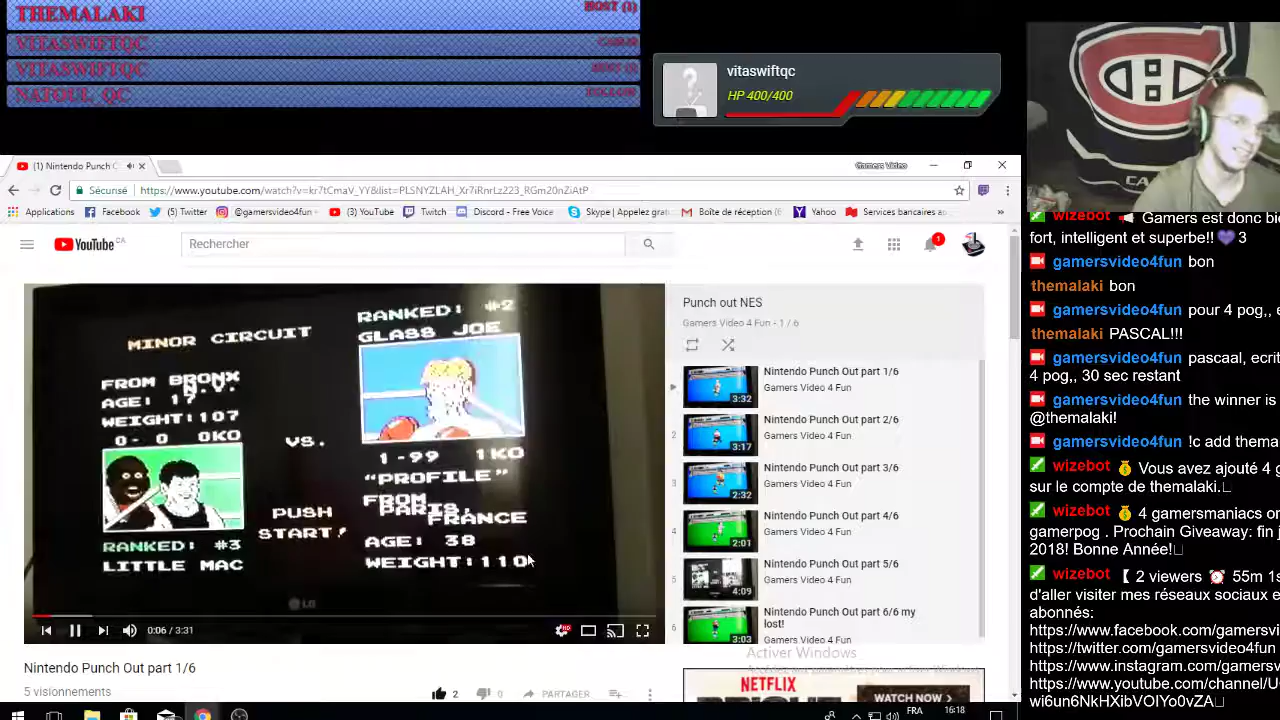 THEMALAKI HOST (1)
VITASWIFTQC
VITASWIFTQC HOST
NATOUL_QC FOLLOW
vitaswiftqc
HP 400/400
(1) Nintendo Punch
Gamers Video
Sécurisé https://www.youtube.com/watch?v=kr7tCmaV_YY&list=PLSNYZLAH_Xr7iRnrLz223_RGm20nZiAtP
Applications Facebook (5) Twitter @gamersvideo4fun (3) YouTube Twitch Discord - Free Voice Skype | Appelez Boîte de réception Yahoo Services bancaires »
YouTube CA
Rechercher
1
MINOR CIRCUIT
RANKED: #2
GLASS JOE
FROM BRONX
N.Y.
AGE: 17
WEIGHT:107
0- 0 0KO
VS.
1-99 1KO
"PROFILE"
FROM
PARIS,
FRANCE
AGE: 38
WEIGHT:110
PUSH
START!
RANKED: #3
LITTLE MAC
LG
HD
0:06 / 3:31
Punch out NES
Gamers Video 4 Fun - 1 / 6
Nintendo Punch Out part 1/6
Gamers Video 4 Fun
3:32
2
Nintendo Punch Out part 2/6
Gamers Video 4 Fun
3:17
3
Nintendo Punch Out part 3/6
Gamers Video 4 Fun
2:32
4
Nintendo Punch Out part 4/6
Gamers Video 4 Fun
2:01
5
Nintendo Punch Out part 5/6
Gamers Video 4 Fun
4:09
6
Nintendo Punch Out part 6/6 my
lost!
Gamers Video 4 Fun
3:03
Activer Windows
Nintendo Punch Out part 1/6
5 visionnements
2 0 PARTAGER
NETFLIX
WATCH NOW
FRA 16:18
wizebot Gamers est donc
fort, intelligent et superbe!! 3
gamersvideo4fun bon
themalaki bon
gamersvideo4fun pour 4 pog,,
themalaki PASCAL!!!
gamersvideo4fun pascaal, ecrit
4 pog,, 30 sec restant
gamersvideo4fun the winner is
@themalaki!
gamersvideo4fun !c add thema
wizebot Vous avez ajouté 4
sur le compte de themalaki.
wizebot 4 gamersmaniacs
gamerpog . Prochain Giveaway: fin
2018! Bonne Année!
wizebot 【 2 viewers 55m
d'aller visiter mes réseaux sociaux
abonnés:
https://www.facebook.com/gamersvi
https://twitter.com/gamersvideo4fun
https://www.instagram.com/gamersv
https://www.youtube.com/channel/U
wi6un6NkHXibVOIYo0vZA